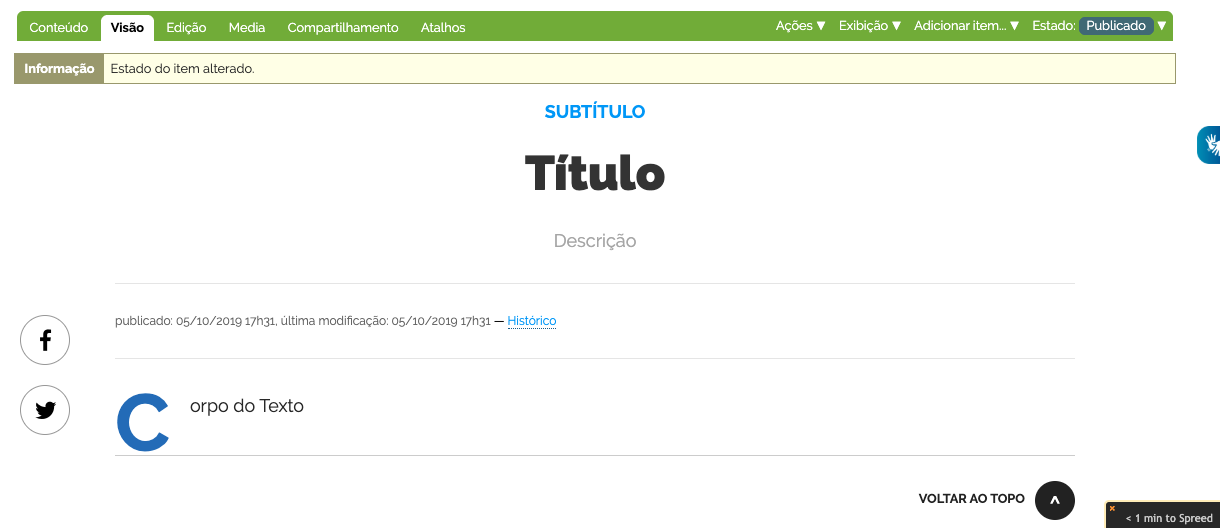 Conteúdo Visão Edição Media Compartilhamento Atalhos Ações ▼ Exibição ▼ Adicionar item... ▼ Estado: Publicado ▼
Informação Estado do item alterado.
SUBTÍTULO
Título
Descrição
publicado: 05/10/2019 17h31, última modificação: 05/10/2019 17h31 — Histórico
Corpo do Texto
VOLTAR AO TOPO
< 1 min to Spreed